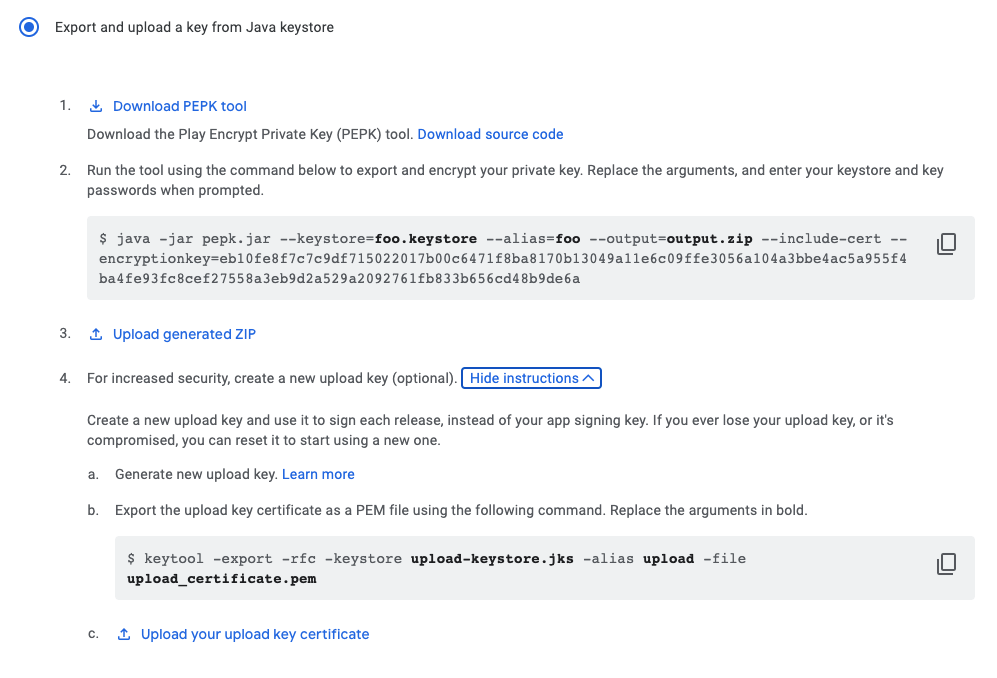 Export and upload a key from Java keystore
1. Download PEPK tool
Download the Play Encrypt Private Key (PEPK) tool. Download source code
2. Run the tool using the command below to export and encrypt your private key. Replace the arguments, and enter your keystore and key
passwords when prompted.
$ java -jar pepk.jar --keystore=foo.keystore --alias=foo --output=output.zip --include-cert --
encryptionkey=eb10fe8f7c7c9df715022017b00c6471f8ba8170b13049a11e6c09ffe3056a104a3bbe4ac5a955f4
ba4fe93fc8cef27558a3eb9d2a529a2092761fb833b656cd48b9de6a
3. Upload generated ZIP
4. For increased security, create a new upload key (optional). Hide instructions
Create a new upload key and use it to sign each release, instead of your app signing key. If you ever lose your upload key, or it's
compromised, you can reset it to start using a new one.
a. Generate new upload key. Learn more
b. Export the upload key certificate as a PEM file using the following command. Replace the arguments in bold.
$ keytool -export -rfc -keystore upload-keystore.jks -alias upload -file
upload_certificate.pem
c. Upload your upload key certificate